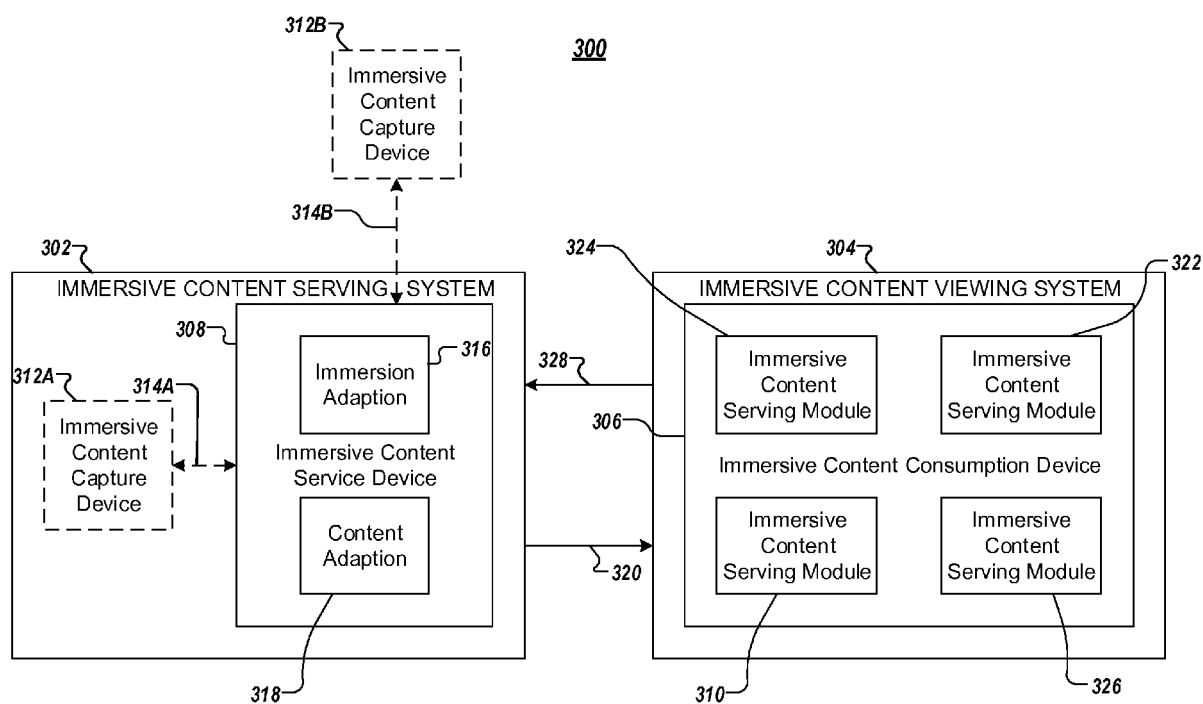 312B
300
Immersive
Content
Capture
Device
314B
302
IMMERSIVE CONTENT SERVING SYSTEM
308
316
Immersion
Adaption
312A
314A
Immersive
Content
Capture
Device
Immersive Content
Service Device
Content
Adaption
318
328
320
324
304
322
IMMERSIVE CONTENT VIEWING SYSTEM
Immersive
Content
Serving Module
Immersive
Content
Serving Module
306
Immersive Content Consumption Device
Immersive
Content
Serving Module
Immersive
Content
Serving Module
310
326